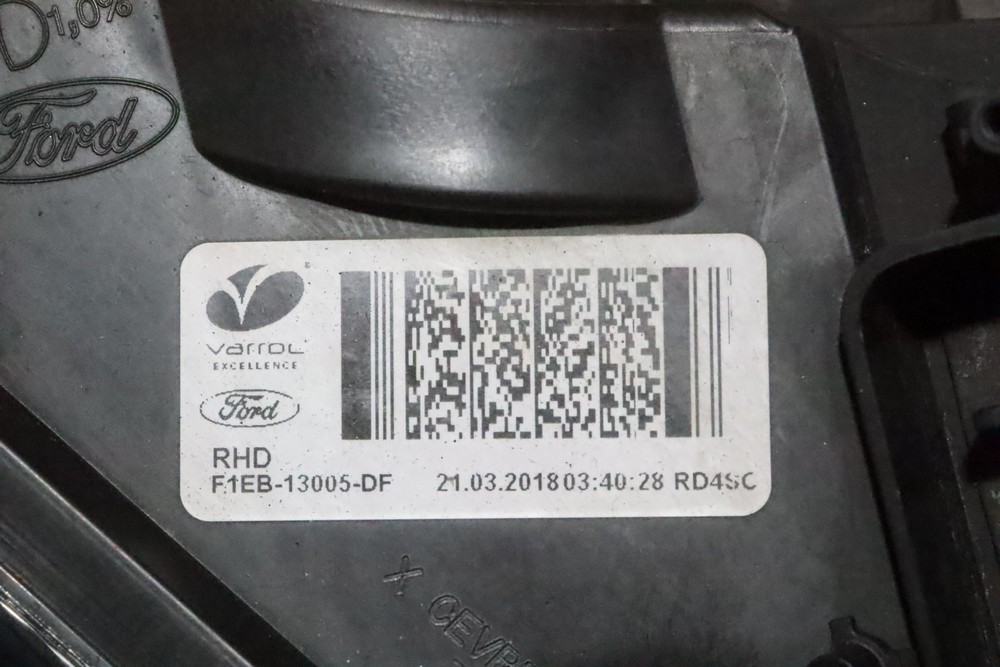 D1,0%
Ford
varroc
EXCELLENCE
Ford
RHD
F1EB-13005-DF 21.03.2018 03:40:28 RD4SC
X